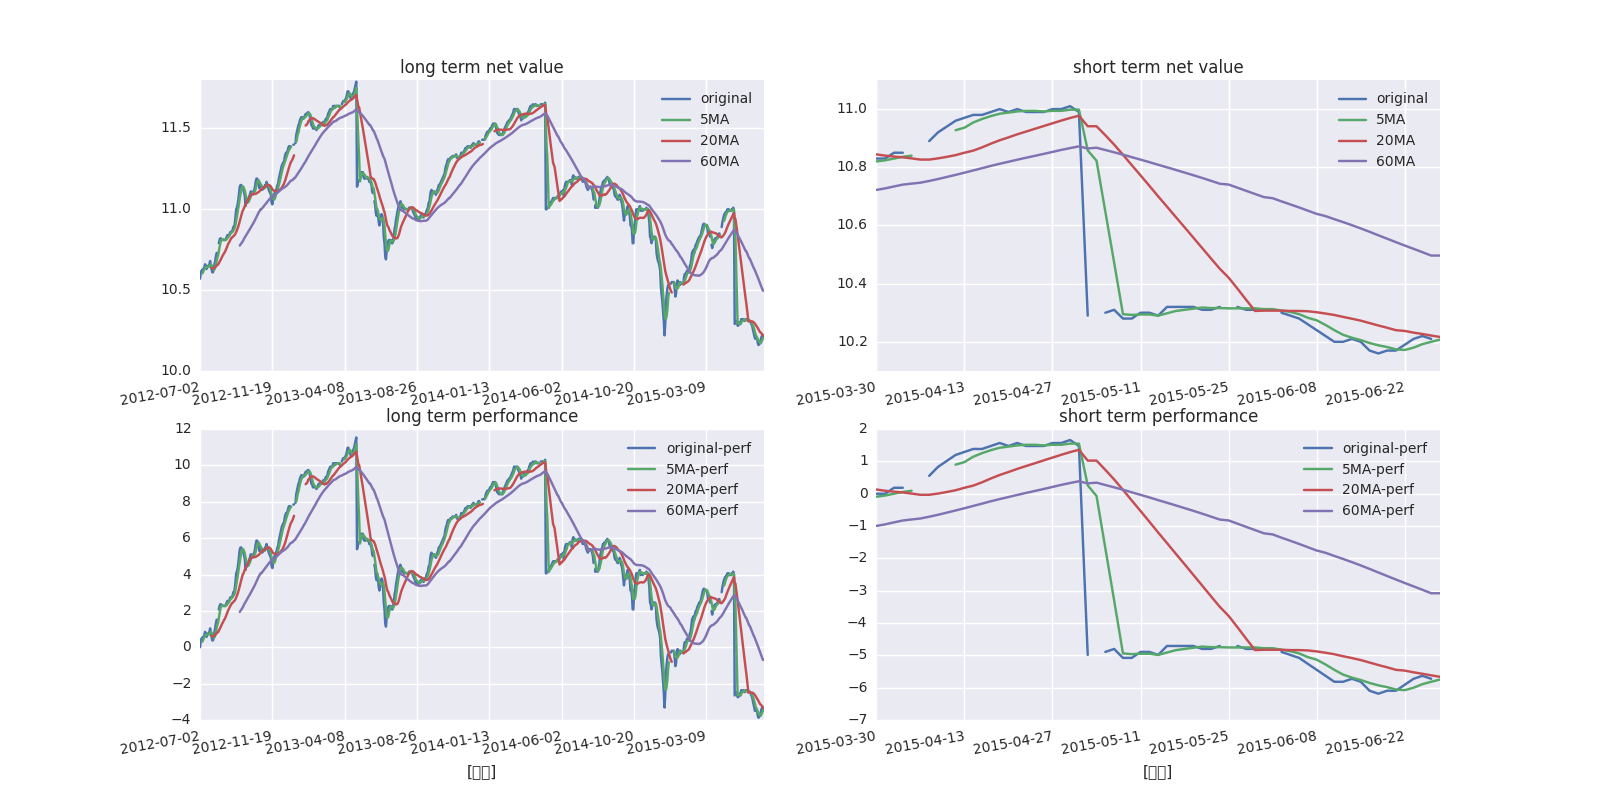 long term net value
11.5
11.0
10.5
10.0
original
5MA
20MA
60MA
2012-07-02
2012-11-19
2013-04-08
2013-08-26
2014-01-13
2014-06-02
2014-10-20
2015-03-09
short term net value
11.0
10.8
10.6
10.4
10.2
original
5MA
20MA
60MA
2015-03-30
2015-04-13
2015-04-27
2015-05-11
2015-05-25
2015-06-08
2015-06-22
long term performance
12
10
8
6
4
2
0
−2
−4
original-perf
5MA-perf
20MA-perf
60MA-perf
2012-07-02
2012-11-19
2013-04-08
2013-08-26
2014-01-13
2014-06-02
2014-10-20
2015-03-09
short term performance
2
1
0
−1
−2
−3
−4
−5
−6
−7
original-perf
5MA-perf
20MA-perf
60MA-perf
2015-03-30
2015-04-13
2015-04-27
2015-05-11
2015-05-25
2015-06-08
2015-06-22